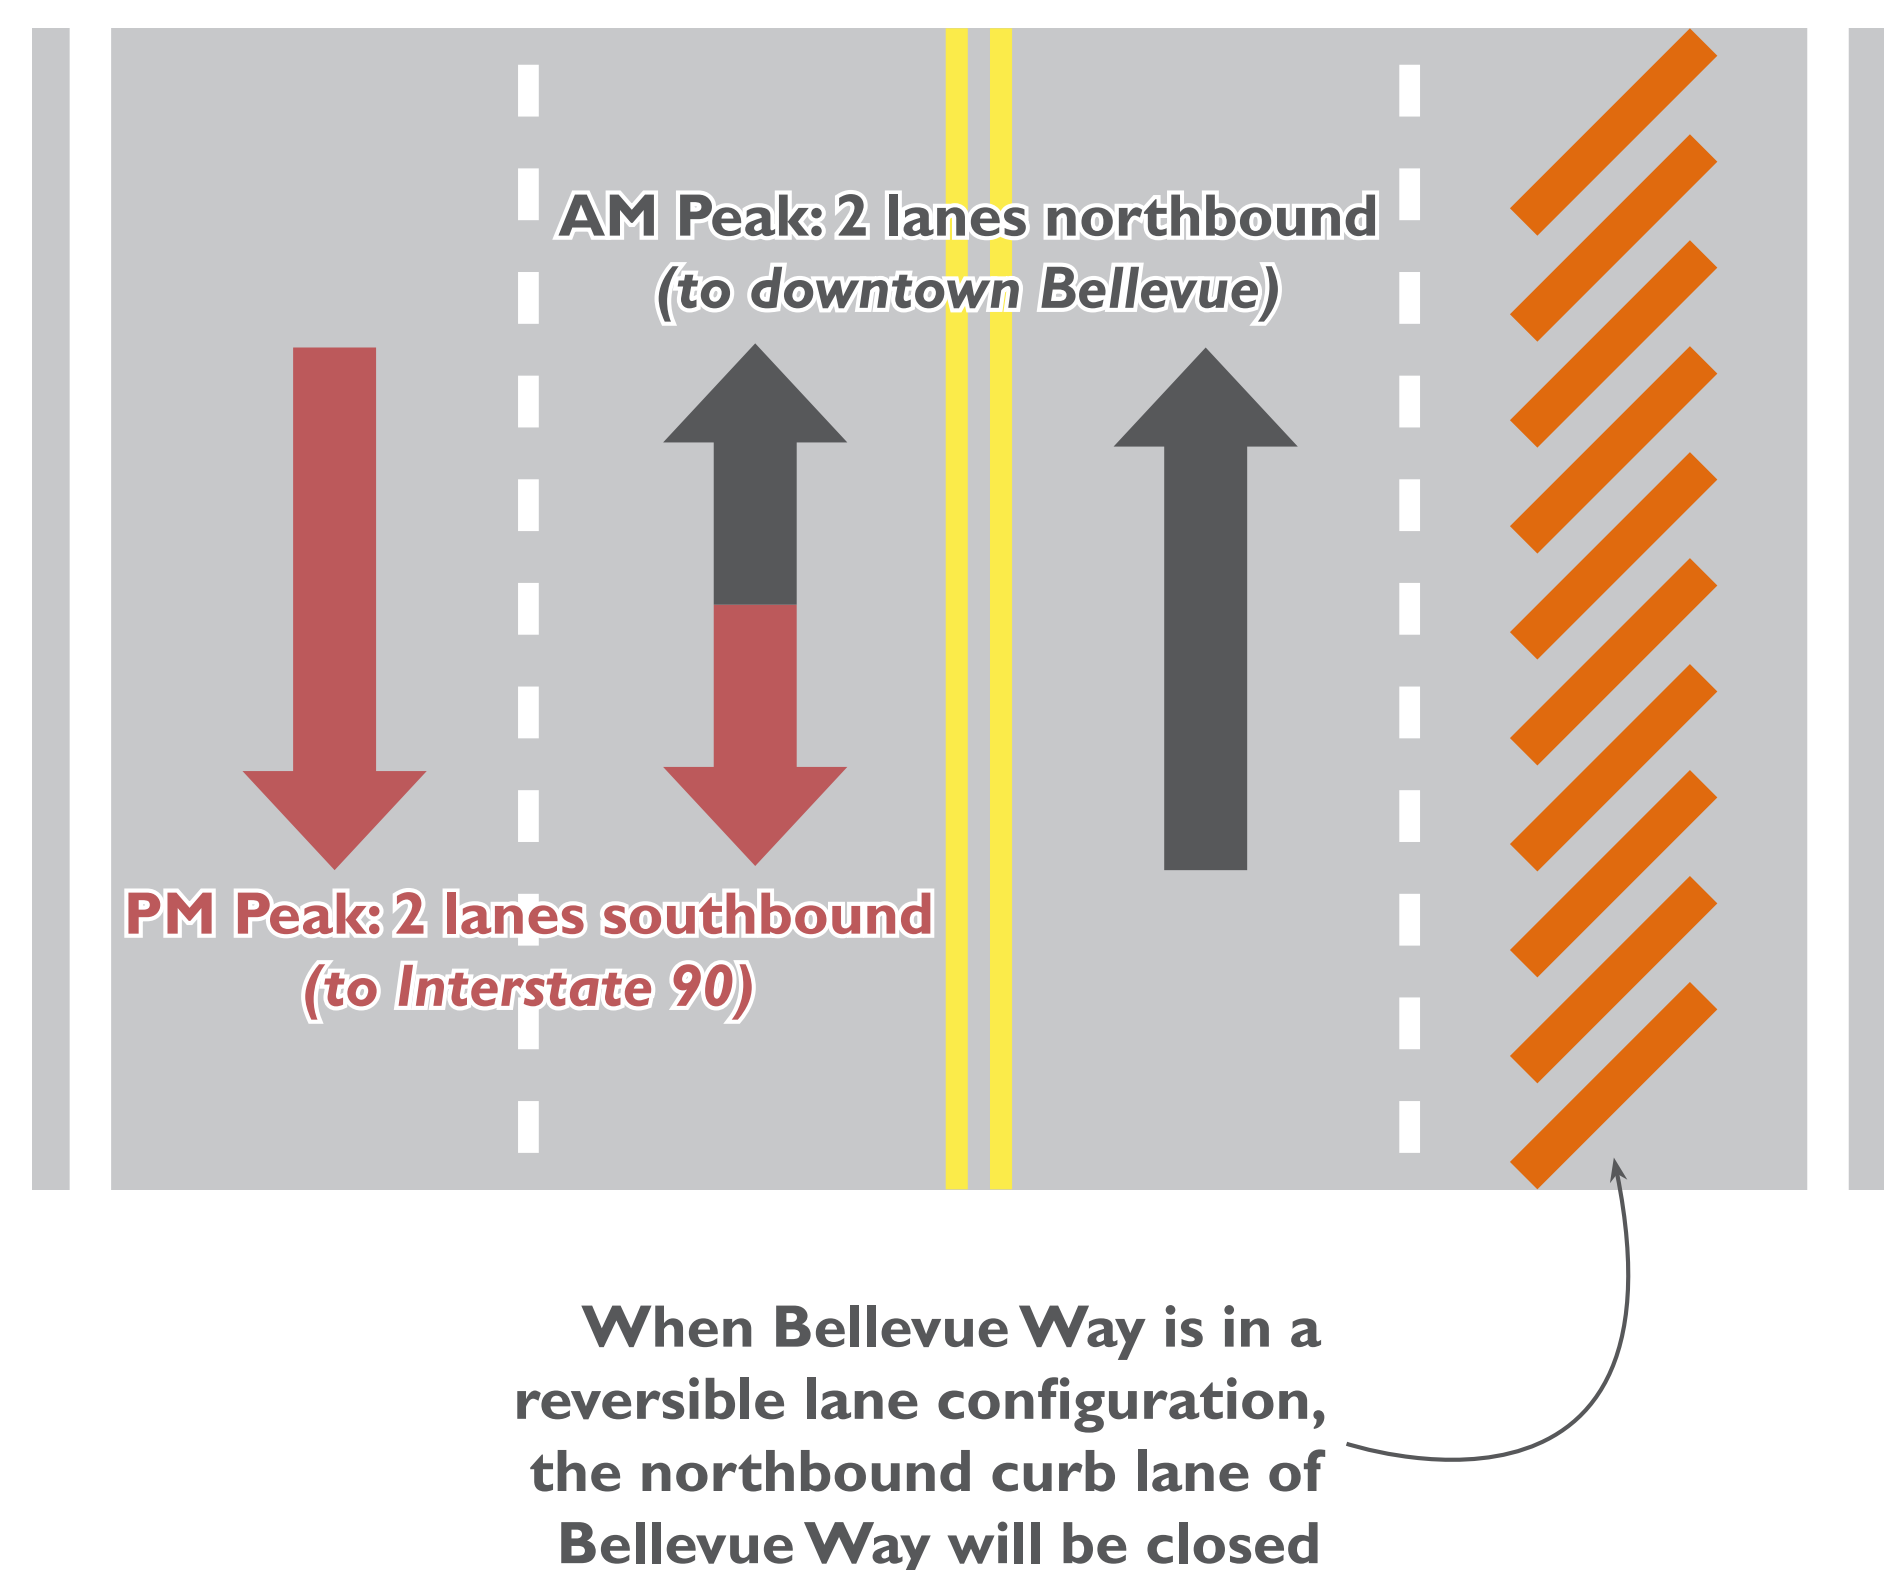 AM Peak: 2 lanes northbound
(to downtown Bellevue)
PM Peak: 2 lanes southbound
(to Interstate 90)
When Bellevue Way is in a
reversible lane configuration,
the northbound curb lane of
Bellevue Way will be closed